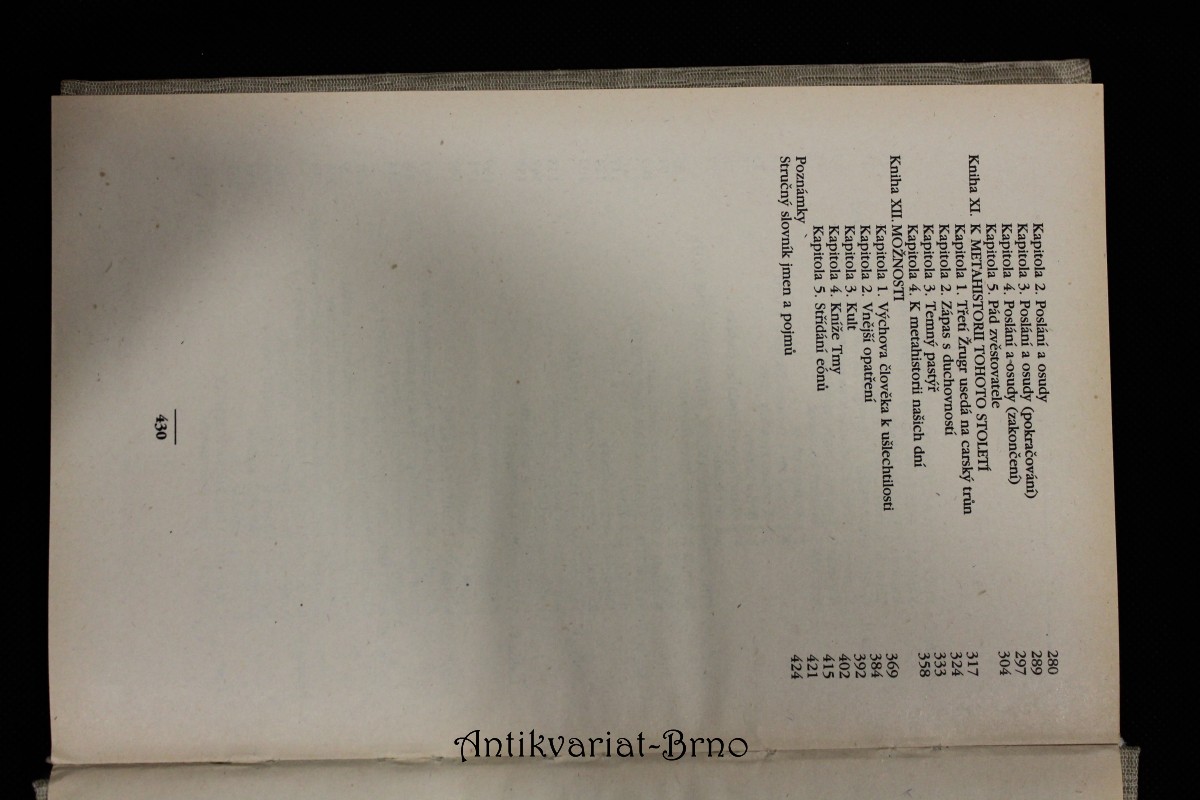 Kapitola 2. Poslání a osudy 280
Kapitola 3. Poslání a osudy (pokračování) 289
Kapitola 4. Poslání a osudy (zakončení) 297
Kapitola 5. Pád zvěstovatele 304
Kniha XI. K METAHISTORII TOHOTO STOLETÍ
Kapitola 1. Třetí Žrugr usedá na carský trůn 317
Kapitola 2. Zápas s duchovností 324
Kapitola 3. Temný pastýř 333
Kapitola 4. K metahistorii našich dní 358
Kniha XII. MOŽNOSTI
Kapitola 1. Výchova člověka k ušlechtilosti 369
Kapitola 2. Vnější opatření 384
Kapitola 3. Kult 392
Kapitola 4. Kníže Tmy 402
Kapitola 5. Střídání eónů 415
Poznámky 421
Stručný slovník jmen a pojmů 424
430
Antikvariat-Brno